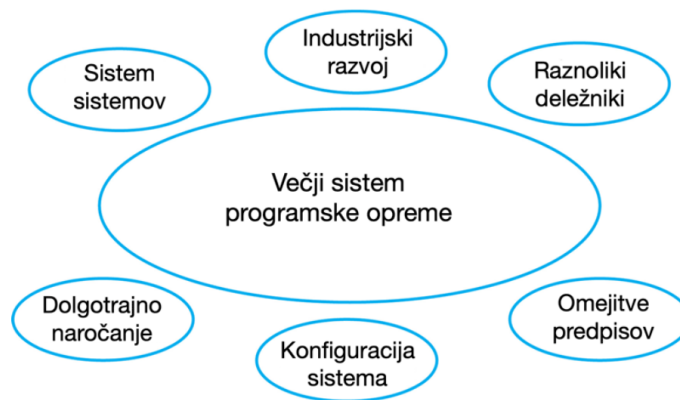 Industrijski
razvoj
Sistem
sistemov
Raznoliki
deležniki
Večji sistem
programske opreme
Dolgotrajno
naročanje
Omejitve
predpisov
Konfiguracija
sistema